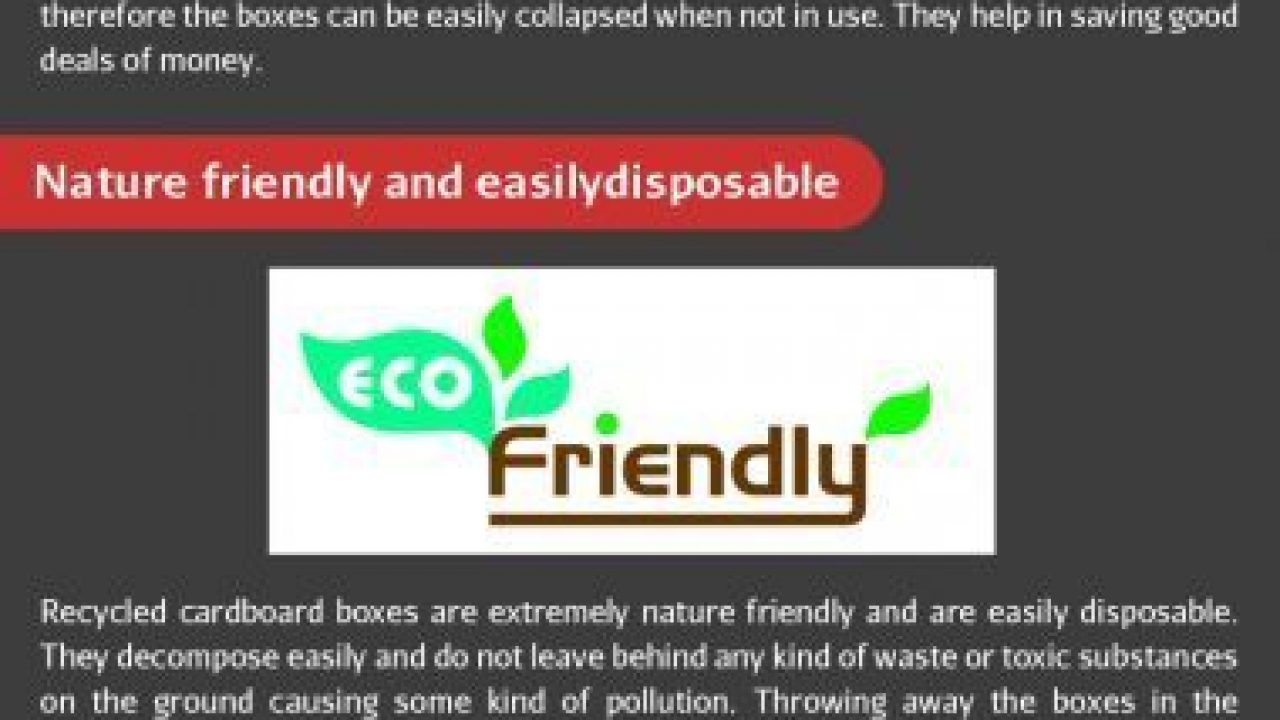 therefore the boxes can be easily collapsed when not in use. They help in saving good
deals of money.
Nature friendly and easilydisposable
eco
Friendly
Recycled cardboard boxes are extremely nature friendly and are easily disposable.
They decompose easily and do not leave behind any kind of waste or toxic substances
on the ground causing some kind of pollution. Throwing away the boxes in the